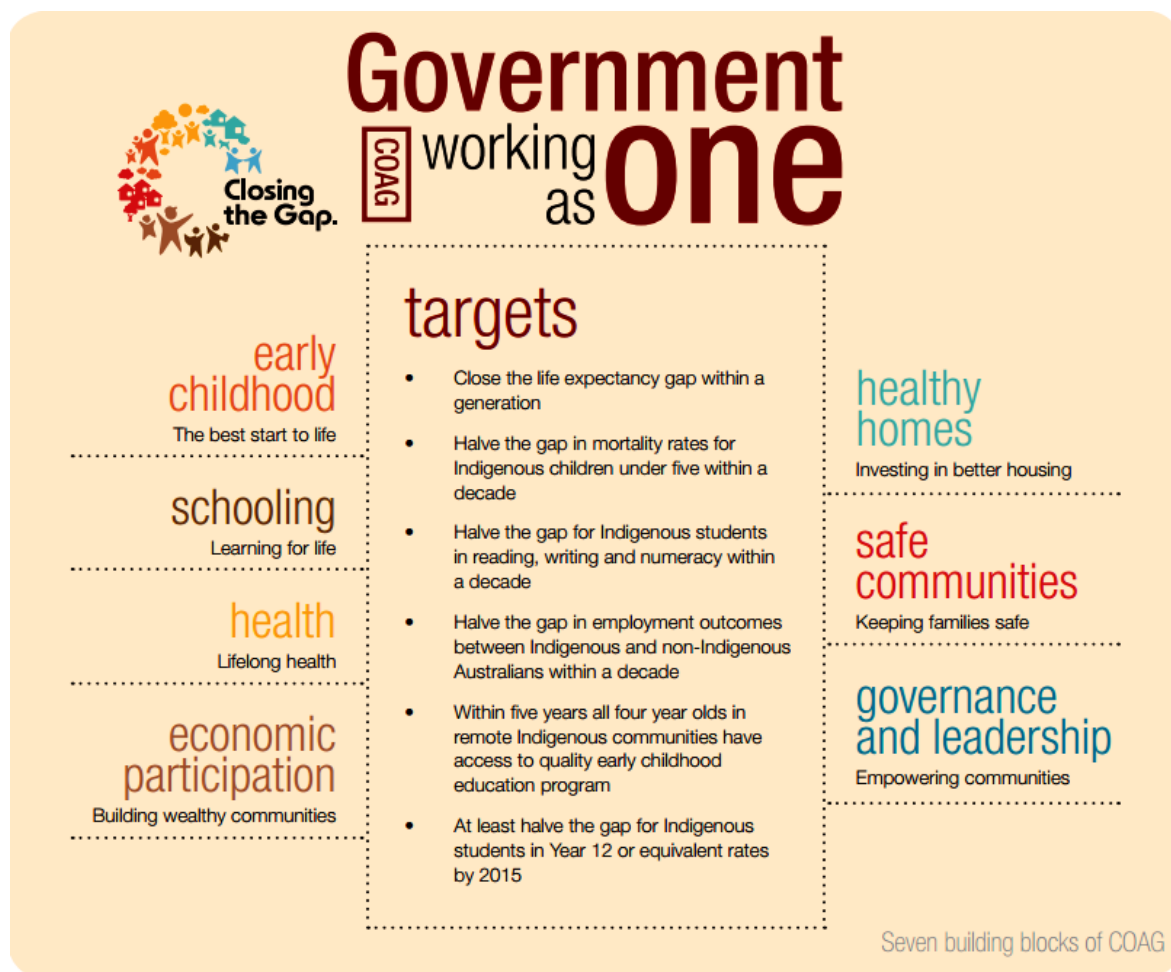 Government
COAG
working
as one
Closing
the Gap.
early
childhood
The best start to life
schooling
Learning for life
health
Lifelong health
economic
participation
Building wealthy communities
targets
• Close the life expectancy gap within a
generation
• Halve the gap in mortality rates for
Indigenous children under five within a
decade
• Halve the gap for Indigenous students
in reading, writing and numeracy within
a decade
• Halve the gap in employment outcomes
between Indigenous and non-Indigenous
Australians within a decade
• Within five years all four year olds in
remote Indigenous communities have
access to quality early childhood
education program
• At least halve the gap for Indigenous
students in Year 12 or equivalent rates
by 2015
healthy
homes
Investing in better housing
safe
communities
Keeping families safe
governance
and leadership
Empowering communities
Seven building blocks of COAG